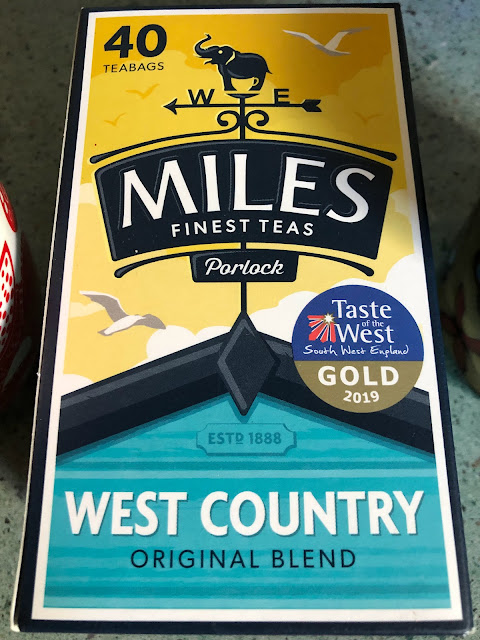 40
TEABAGS
W E
MILES
FINEST TEAS
Porlock
Taste
of the
West
South West England
GOLD
2019
ESTD 1888
WEST COUNTRY
ORIGINAL BLEND